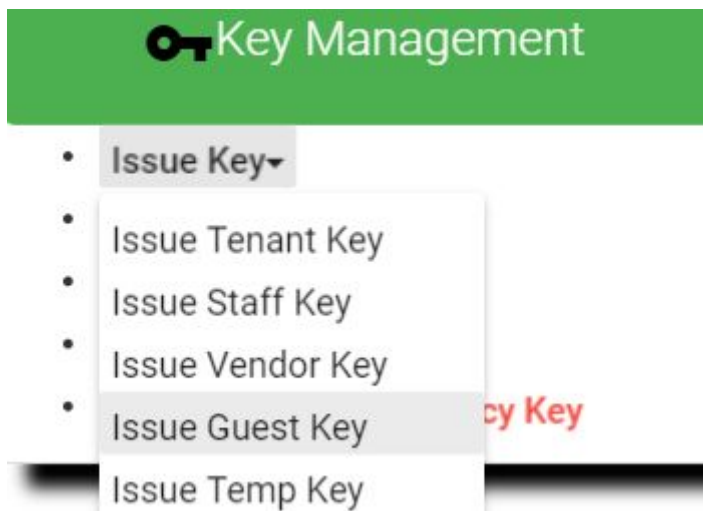 Key Management
Issue Key
Issue Tenant Key
Issue Staff Key
Issue Vendor Key
Issue Guest Key
cy Key
Issue Temp Key